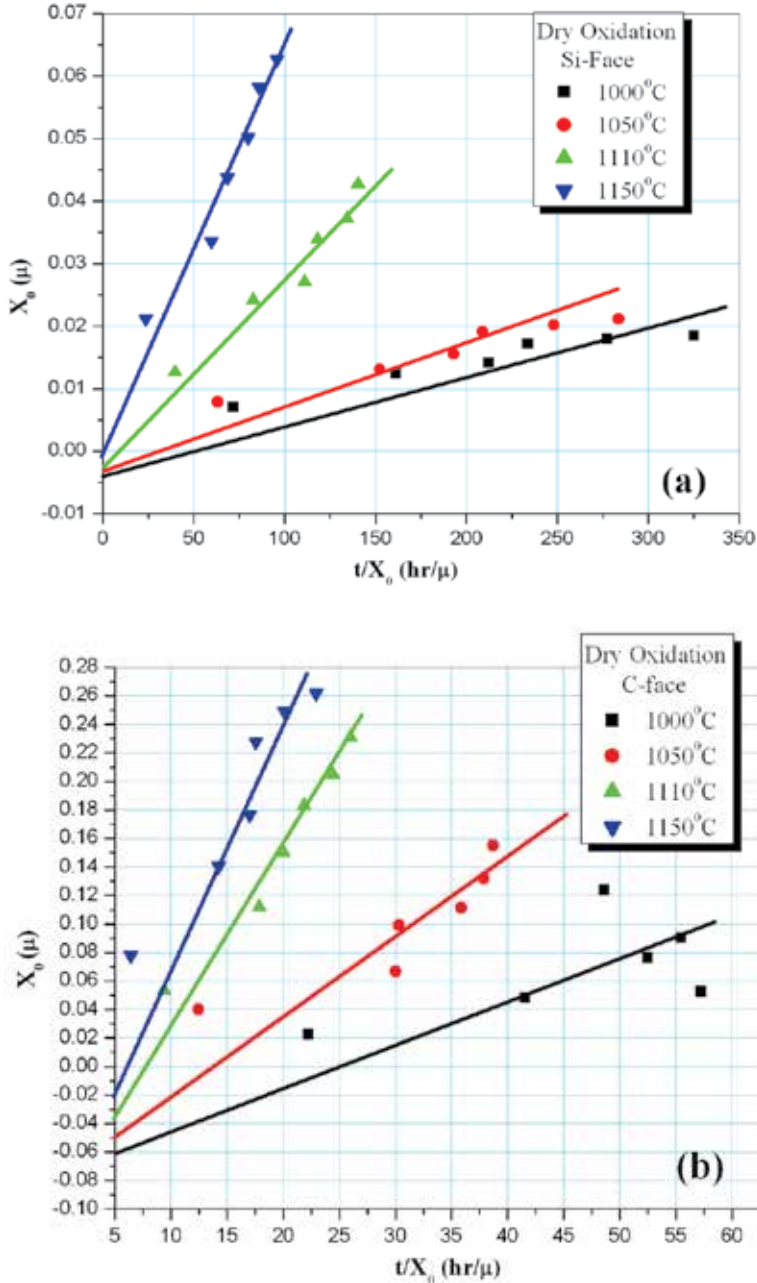 0.07
0.06
0.05
0.04
0.03
0.02
0.01
0.00
-0.01
X₀ (μ)
Dry Oxidation
Si-Face
1000°C
1050°C
1110°C
1150°C
(a)
0 50 100 150 200 250 300 350
t/X₀ (hr/μ)
0.28
0.26
0.24
0.22
0.20
0.18
0.16
0.14
0.12
0.10
0.08
0.06
0.04
0.02
0.00
-0.02
-0.04
-0.06
-0.08
-0.10
X₀ (μ)
Dry Oxidation
C-face
1000°C
1050°C
1110°C
1150°C
(b)
5 10 15 20 25 30 35 40 45 50 55 60
t/X₀ (hr/μ)